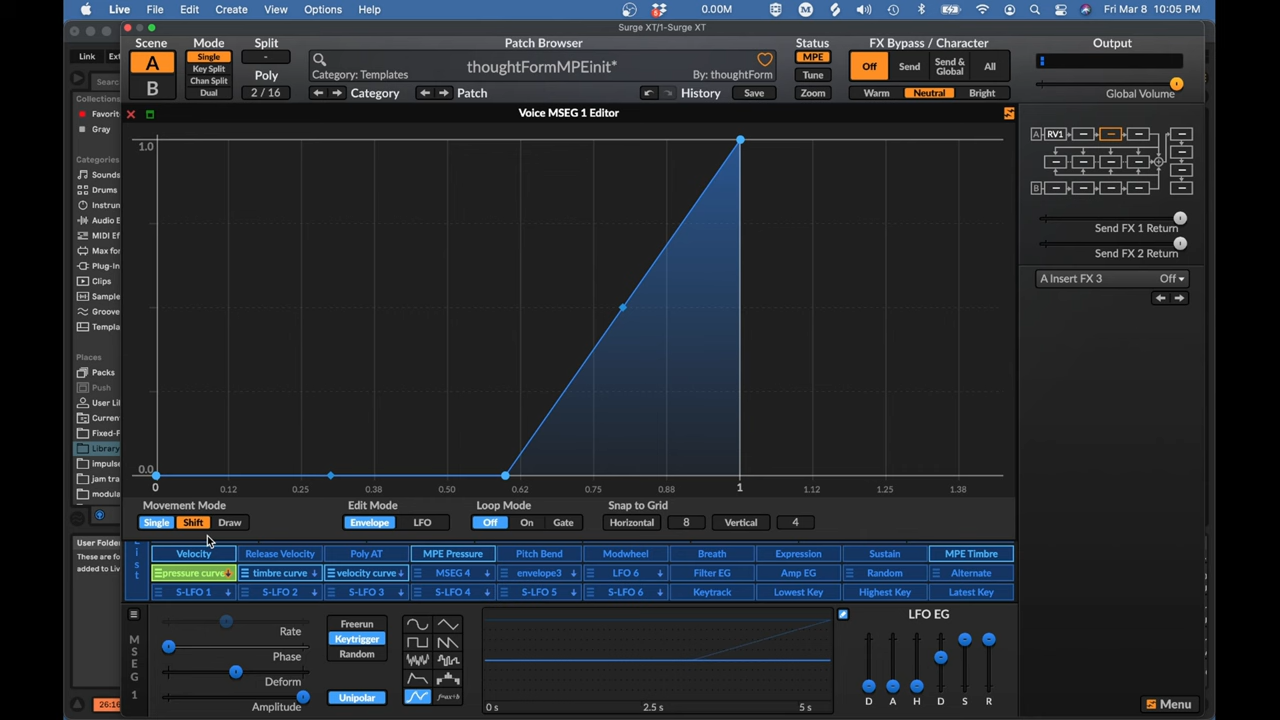 Live File Edit Create View Options Help 0.00M Fri Mar 8 10:05 PM
Surge XT/1-Surge XT
Link Ext
Search
Collections
Favorit
Gray
Categories
Sounds
Drums
Instrum
Audio E
MIDI Ef
Max for
Plug-In
Clips
Sample
Groove
Templa
Places
Packs
Push
User Lil
Current
Fixed-F
Library
impulse
jam tra
modula
User Folder
These are fo
added to Liv
26:16
Scene
A
B
Mode
Single
Key Split
Chan Split
Dual
Split
-
Poly
2 / 16
Patch Browser
thoughtFormMPEinit*
Category: Templates
By: thoughtForm
Category
Patch
History
Save
Status
MPE
Tune
Zoom
FX Bypass / Character
Off Send Send & Global All
Warm Neutral Bright
Output
Global Volume
Voice MSEG 1 Editor
1.0
0.0
0 0.12 0.25 0.38 0.50 0.62 0.75 0.88 1 1.12 1.25 1.38
Movement Mode
Single Shift Draw
Edit Mode
Envelope LFO
Loop Mode
Off On Gate
Snap to Grid
Horizontal 8 Vertical 4
List
Velocity Release Velocity Poly AT MPE Pressure Pitch Bend Modwheel Breath Expression Sustain MPE Timbre
pressure curve timbre curve velocity curve MSEG 4 envelope3 LFO 6 Filter EG Amp EG Random Alternate
S-LFO 1 S-LFO 2 S-LFO 3 S-LFO 4 S-LFO 5 S-LFO 6 Keytrack Lowest Key Highest Key Latest Key
MSEG 1
Rate
Phase
Deform
Amplitude
Freerun
Keytrigger
Random
Unipolar
f=a×+b
0 s 2.5 s 5 s
LFO EG
D A H D S R
A RV1
B
Send FX 1 Return
Send FX 2 Return
A Insert FX 3 Off
Menu